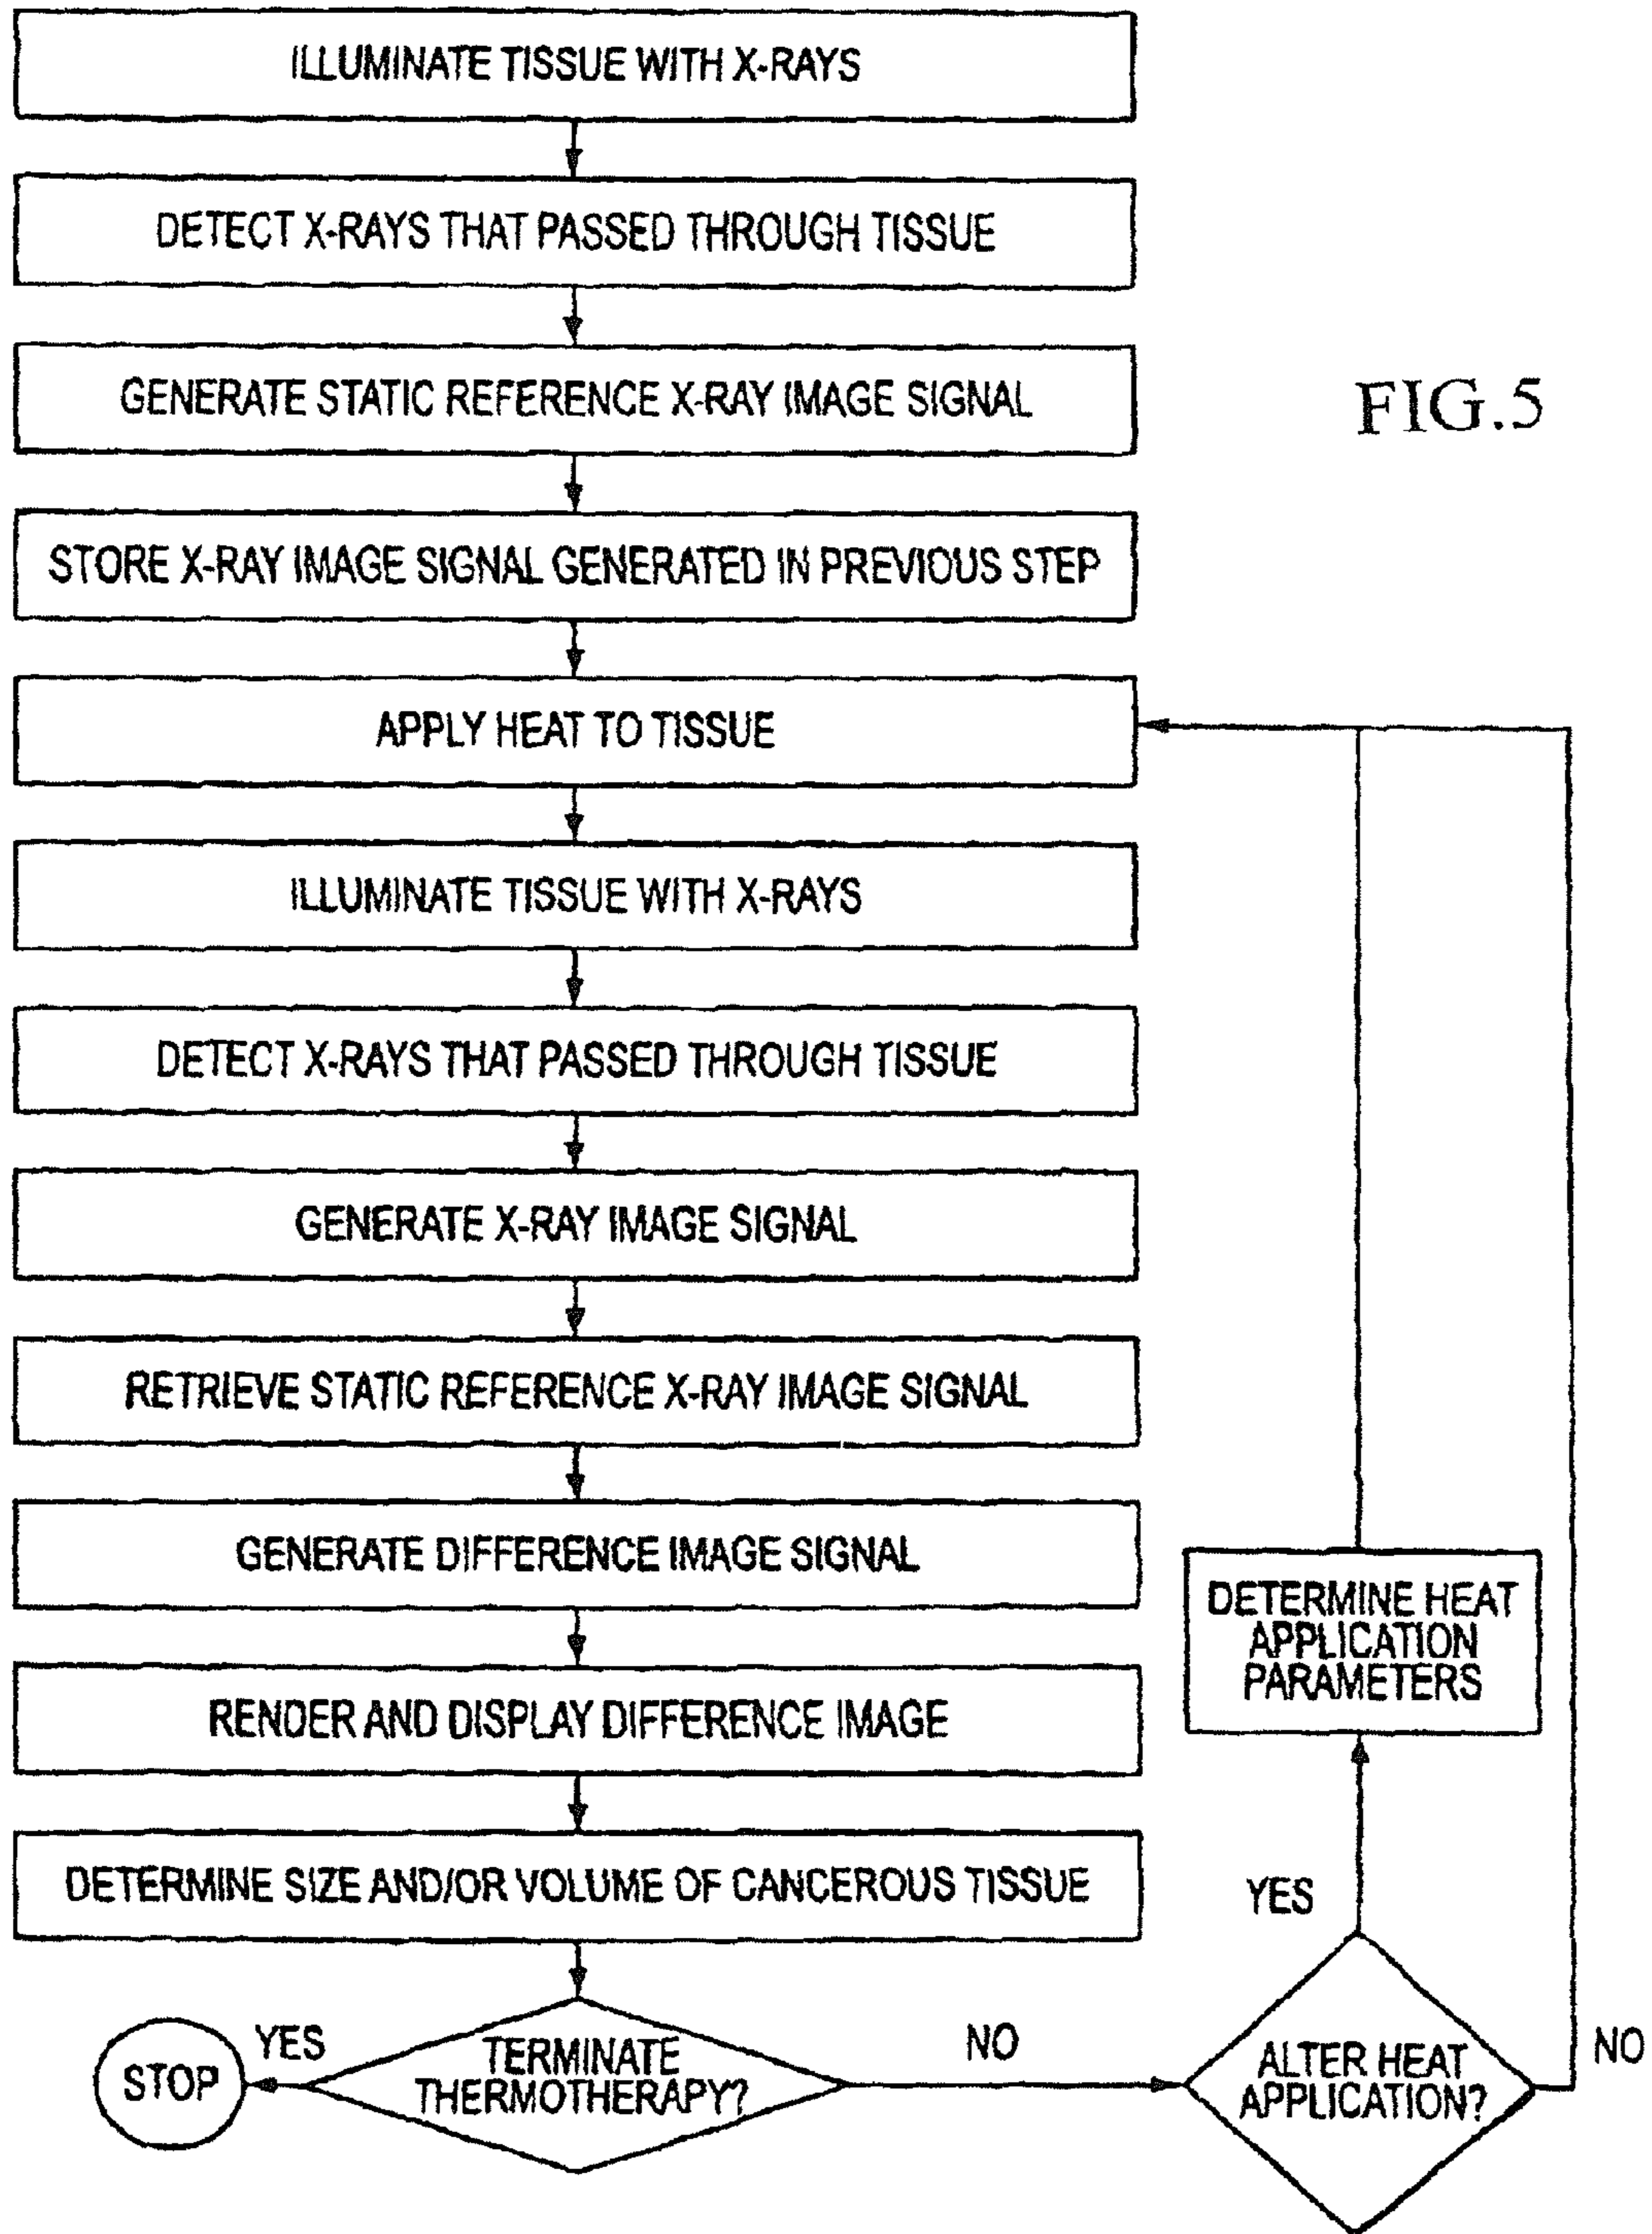 ILLUMINATE TISSUE WITH X-RAYS
DETECT X-RAYS THAT PASSED THROUGH TISSUE
GENERATE STATIC REFERENCE X-RAY IMAGE SIGNAL
FIG.5
STORE X-RAY IMAGE SIGNAL GENERATED IN PREVIOUS STEP
APPLY HEAT TO TISSUE
ILLUMINATE TISSUE WITH X-RAYS
DETECT X-RAYS THAT PASSED THROUGH TISSUE
GENERATE X-RAY IMAGE SIGNAL
RETRIEVE STATIC REFERENCE X-RAY IMAGE SIGNAL
GENERATE DIFFERENCE IMAGE SIGNAL
RENDER AND DISPLAY DIFFERENCE IMAGE
DETERMINE SIZE AND/OR VOLUME OF CANCEROUS TISSUE
TERMINATE
THERMOTHERAPY?
YES
STOP
NO
ALTER HEAT
APPLICATION?
YES
DETERMINE HEAT
APPLICATION
PARAMETERS
NO